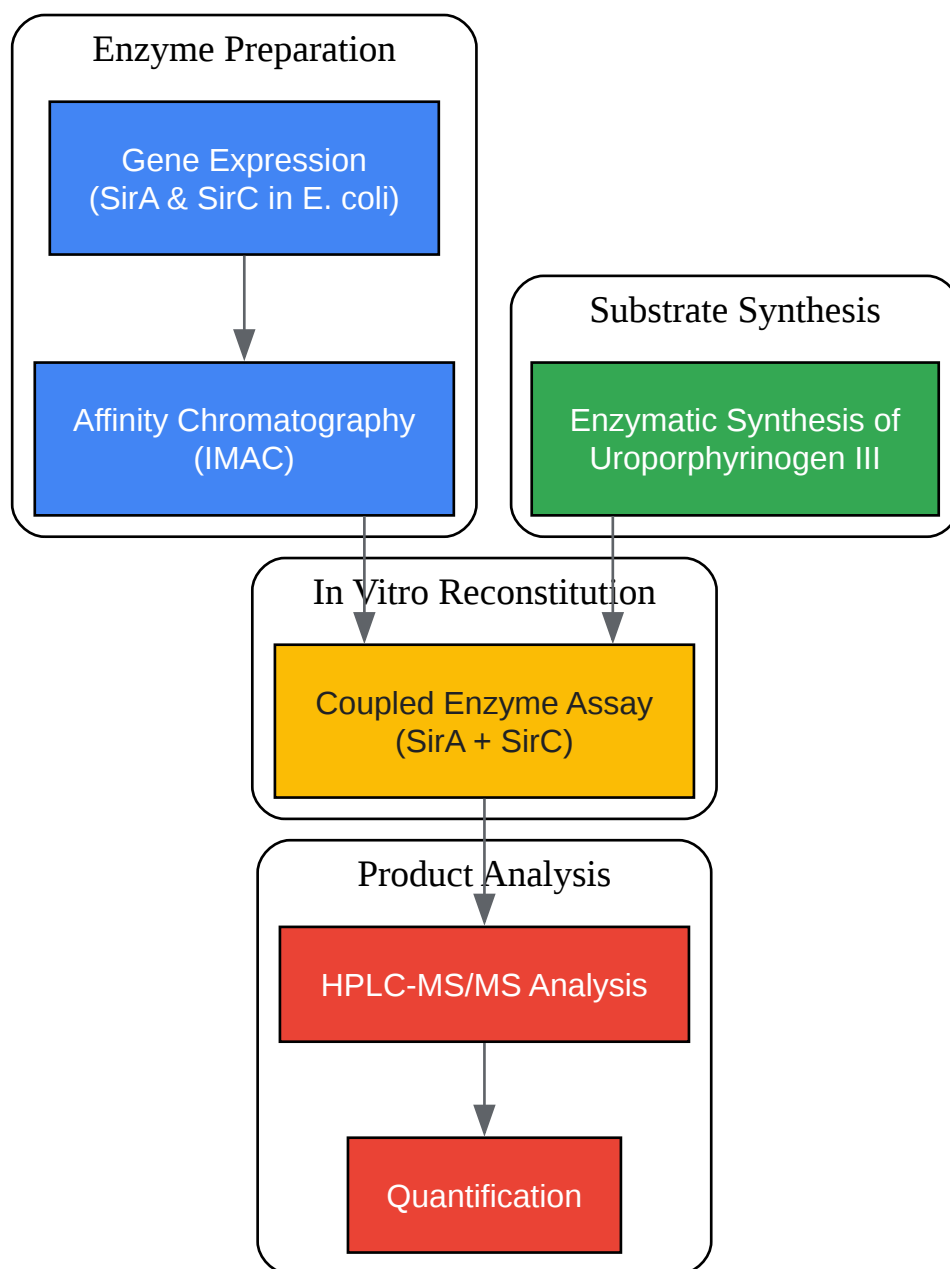 Enzyme Preparation
Gene Expression
(SirA & SirC in E. coli)
Affinity Chromatography
(IMAC)
Substrate Synthesis
Enzymatic Synthesis of
Uroporphyrinogen III
In Vitro Reconstitution
Coupled Enzyme Assay
(SirA + SirC)
Product Analysis
HPLC-MS/MS Analysis
Quantification